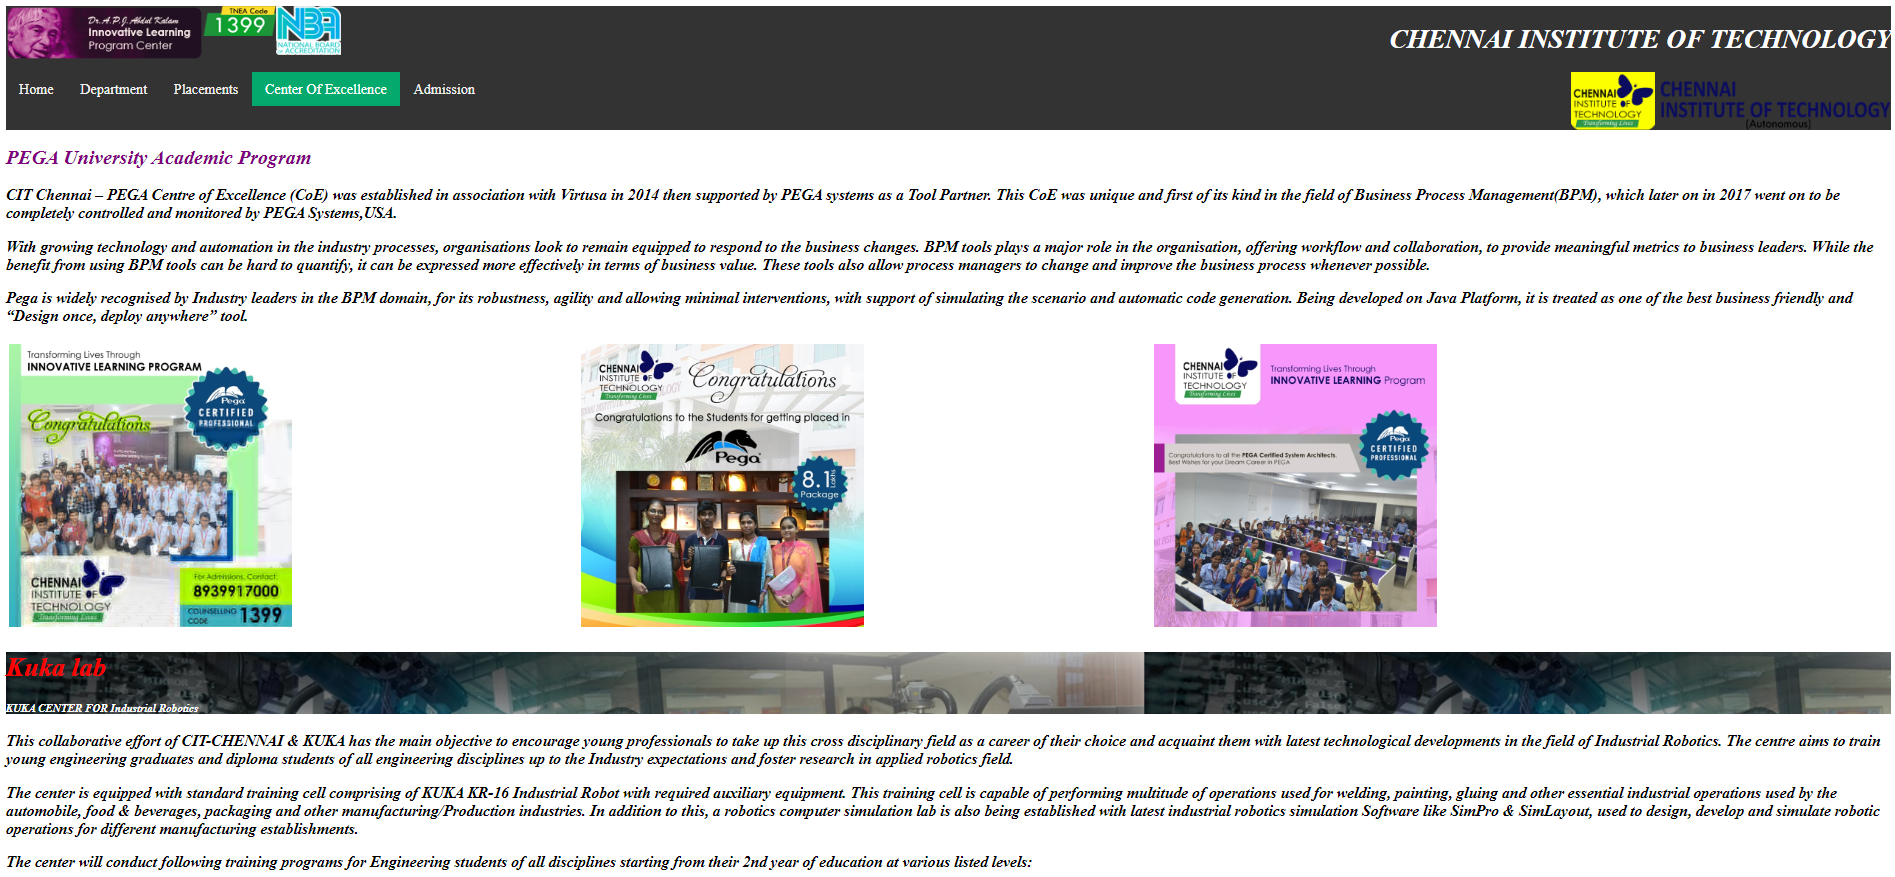 Dr. A.P.J. Abdul Kalam
Innovative Learning
Program Center
TNEA Code
1399
NBA
NATIONAL BOARD
of ACCREDITATION
CHENNAI INSTITUTE OF TECHNOLOGY
Home Department Placements Center Of Excellence Admission
CHENNAI
INSTITUTE OF
TECHNOLOGY
Transforming Lives
CHENNAI
INSTITUTE OF TECHNOLOGY
(Autonomous)
PEGA University Academic Program
CIT Chennai – PEGA Centre of Excellence (CoE) was established in association with Virtusa in 2014 then supported by PEGA systems as a Tool Partner. This CoE was unique and first of its kind in the field of Business Process Management(BPM), which later on in 2017 went on to be
completely controlled and monitored by PEGA Systems,USA.
With growing technology and automation in the industry processes, organisations look to remain equipped to respond to the business changes. BPM tools plays a major role in the organisation, offering workflow and collaboration, to provide meaningful metrics to business leaders. While the
benefit from using BPM tools can be hard to quantify, it can be expressed more effectively in terms of business value. These tools also allow process managers to change and improve the business process whenever possible.
Pega is widely recognised by Industry leaders in the BPM domain, for its robustness, agility and allowing minimal interventions, with support of simulating the scenario and automatic code generation. Being developed on Java Platform, it is treated as one of the best business friendly and
“Design once, deploy anywhere” tool.
Transforming Lives Through
INNOVATIVE LEARNING PROGRAM
Pega
CERTIFIED
PROFESSIONAL
Congratulations
CHENNAI
INSTITUTE OF
TECHNOLOGY
Transforming Lives
For Admissions, Contact:
8939917000
COUNSELLING
CODE 1399
CHENNAI
INSTITUTE OF
TECHNOLOGY
Transforming Lives
Congratulations
Congratulations to the Students for getting placed in
Pega
8.1 Lakhs
Package
CHENNAI
INSTITUTE OF
TECHNOLOGY
Transforming Lives
Transforming Lives Through
INNOVATIVE LEARNING Program
Pega
CERTIFIED
PROFESSIONAL
Congratulations to all the PEGA Certified System Architects.
Best Wishes for your Dream Career in PEGA
Kuka lab
KUKA CENTER FOR Industrial Robotics
This collaborative effort of CIT-CHENNAI & KUKA has the main objective to encourage young professionals to take up this cross disciplinary field as a career of their choice and acquaint them with latest technological developments in the field of Industrial Robotics. The centre aims to train
young engineering graduates and diploma students of all engineering disciplines up to the Industry expectations and foster research in applied robotics field.
The center is equipped with standard training cell comprising of KUKA KR-16 Industrial Robot with required auxiliary equipment. This training cell is capable of performing multitude of operations used for welding, painting, gluing and other essential industrial operations used by the
automobile, food & beverages, packaging and other manufacturing/Production industries. In addition to this, a robotics computer simulation lab is also being established with latest industrial robotics simulation Software like SimPro & SimLayout, used to design, develop and simulate robotic
operations for different manufacturing establishments.
The center will conduct following training programs for Engineering students of all disciplines starting from their 2nd year of education at various listed levels: